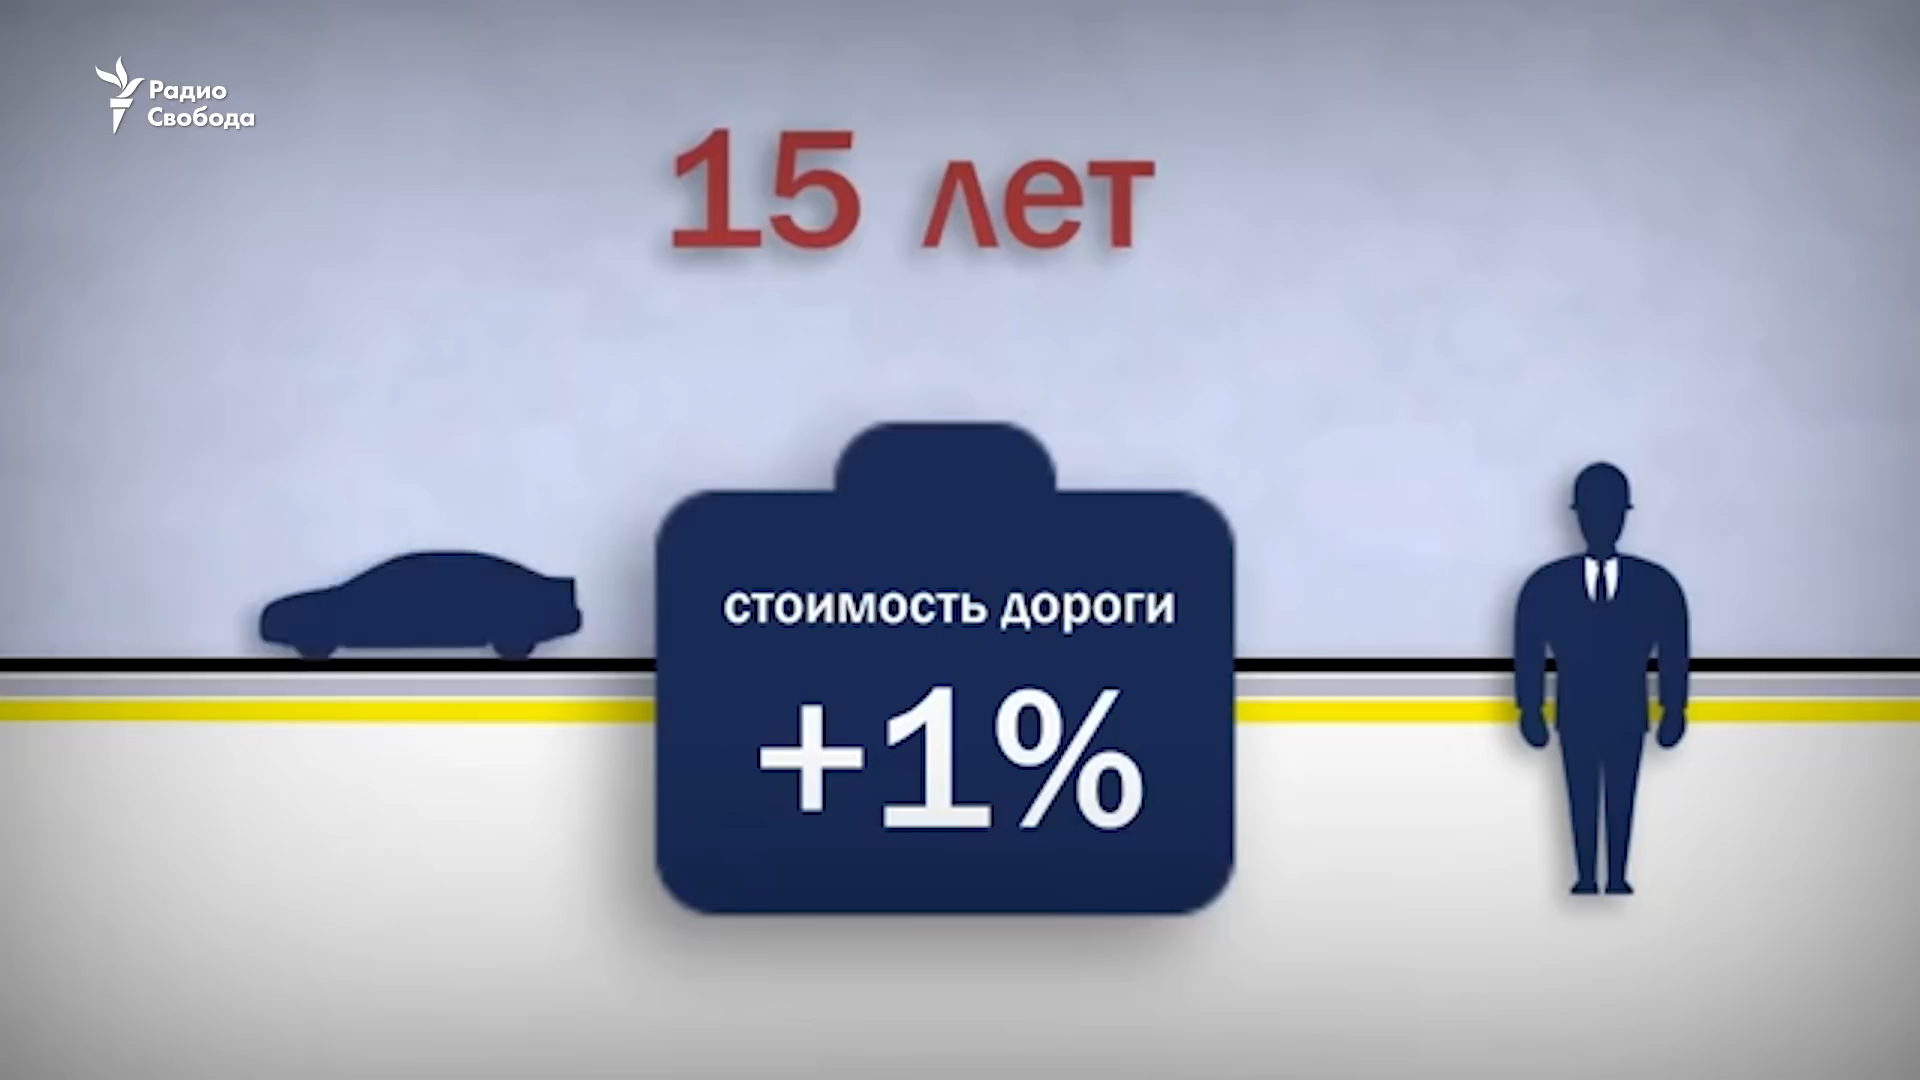 Радио
Свобода
15 лет
стоимость дороги
+1%